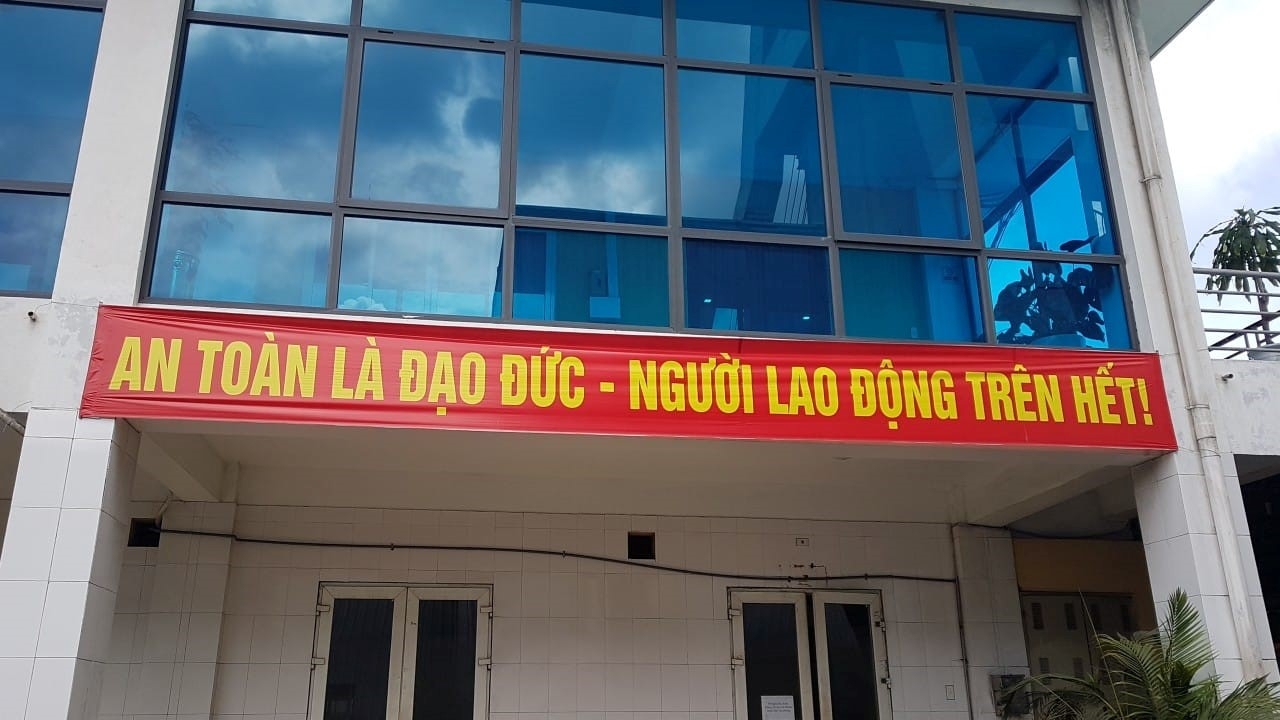 AN TOÀN LÀ ĐẠO ĐỨC - NGƯỜI LAO ĐỘNG TRÊN HẾT!